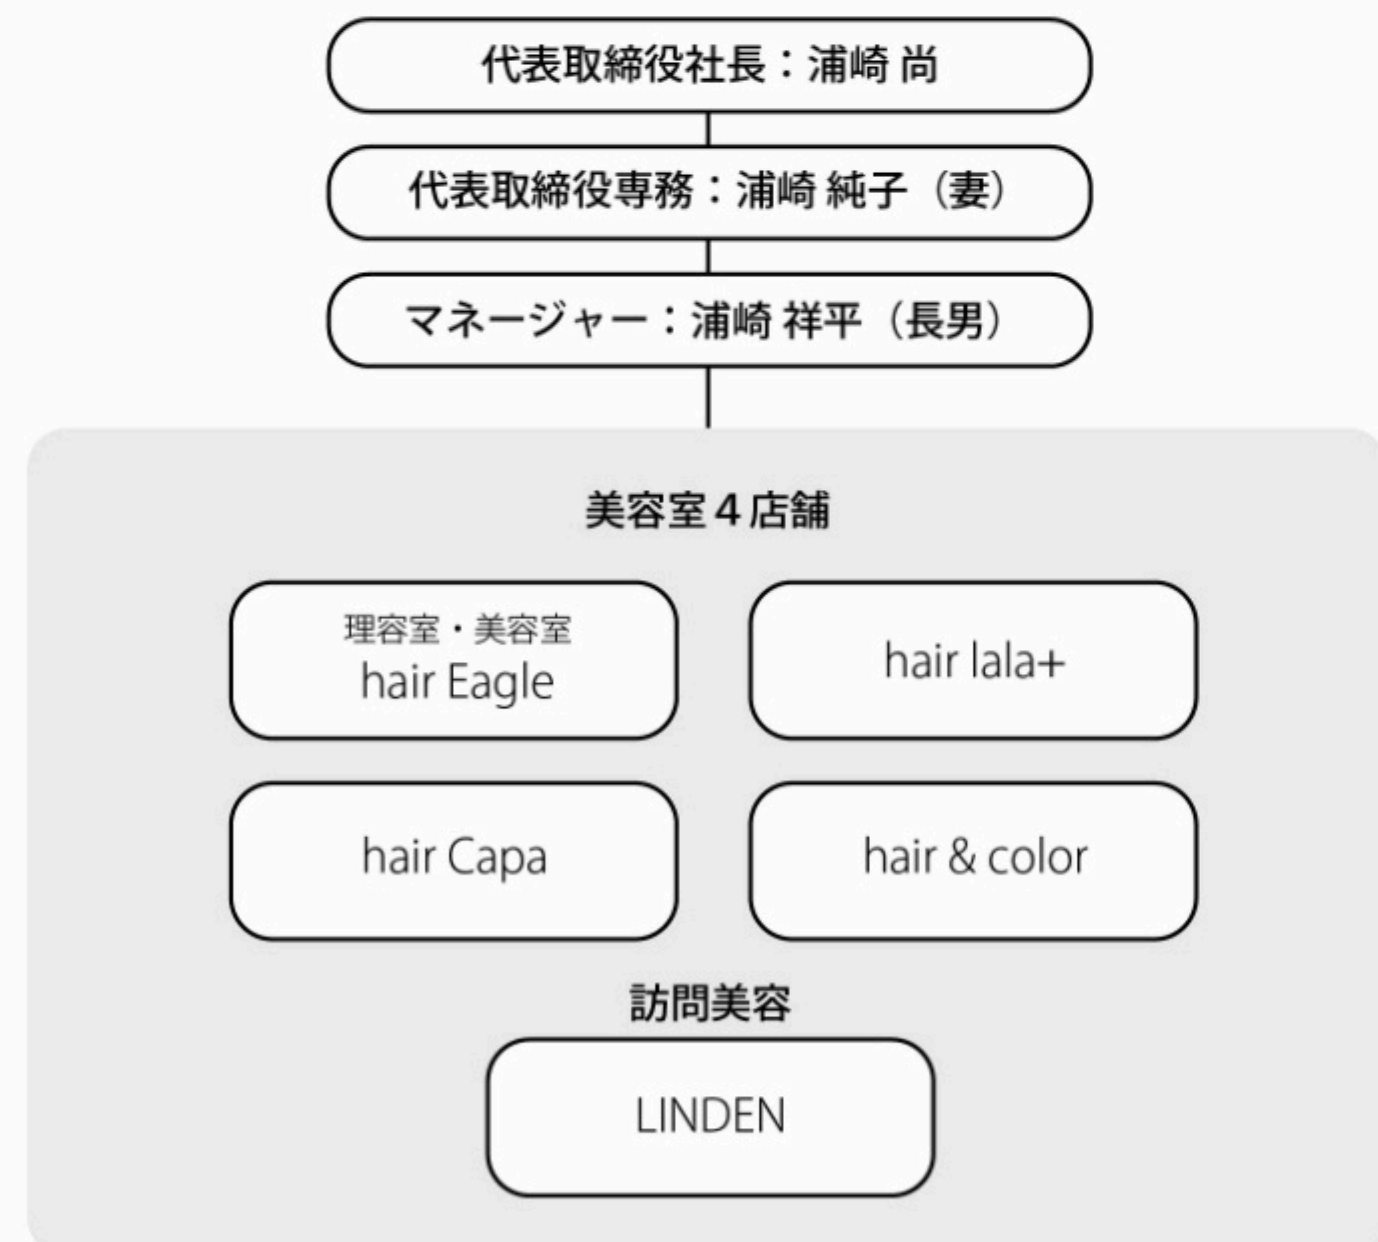 代表取締役社長：浦崎 尚
代表取締役専務：浦崎 純子（妻）
マネージャー：浦崎 祥平（長男）
美容室４店舗
理容室・美容室
hair Eagle
hair lala+
hair Capa
hair & color
訪問美容
LINDEN